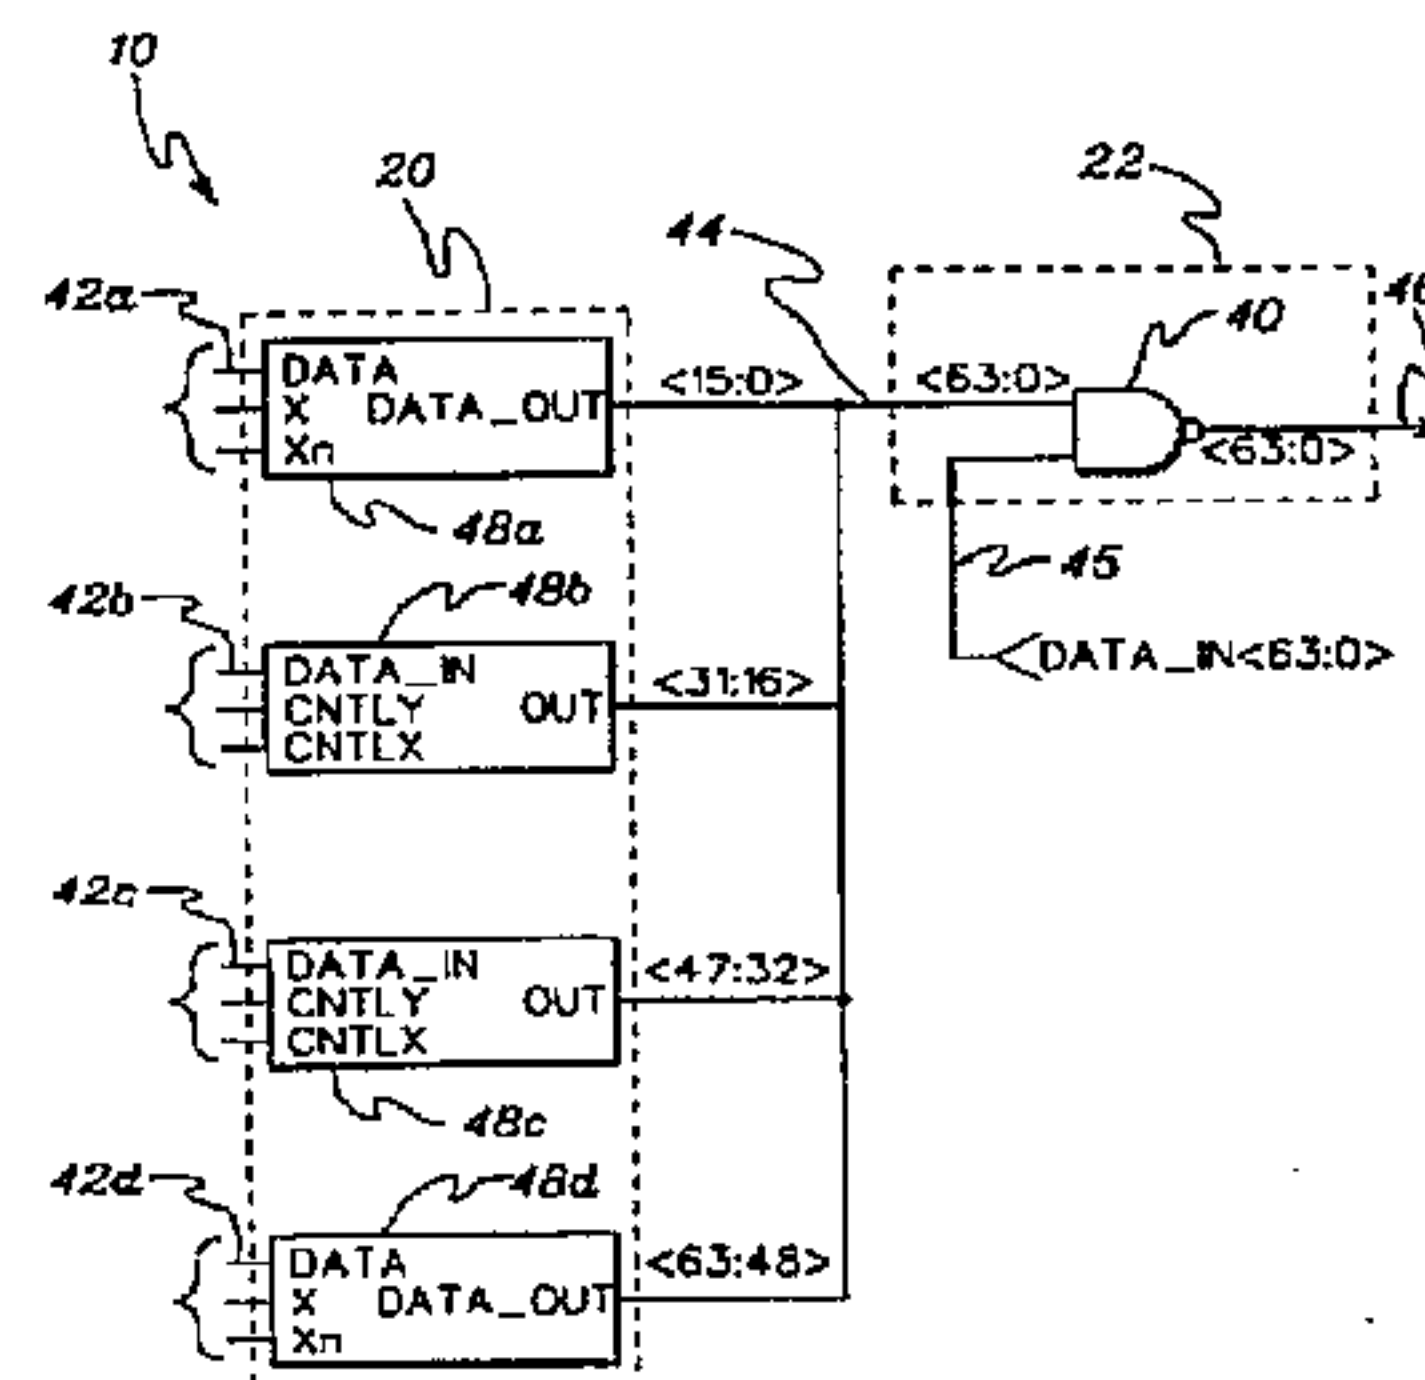 10
20
22
44
42a
46
40
DATA
<15:0>
<63:0>
X
DATA_OUT
Xn
<63:0>
48a
45
42b
48b
DATA_IN
<31:16>
DATA_IN<63:0>
CNTLY
OUT
CNTLX
42c
DATA_IN
<47:32>
CNTLY
OUT
CNTLX
48c
42d
48d
DATA
<63:48>
X
DATA_OUT
Xn